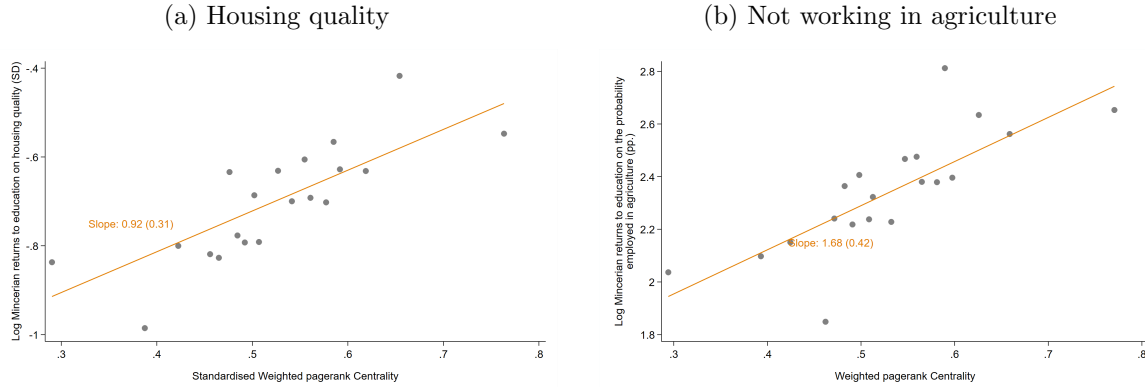 (a) Housing quality
Log Mincerian returns to education on housing quality (SD)
-.4
-.6
-.8
-1
Slope: 0.92 (0.31)
.3 .4 .5 .6 .7 .8
Standardised Weighted pagerank Centrality
(b) Not working in agriculture
Log Mincerian returns to education on the probability
employed in agriculture (pp.)
2.8
2.6
2.4
2.2
2
1.8
Slope: 1.68 (0.42)
.3 .4 .5 .6 .7 .8
Weighted pagerank Centrality